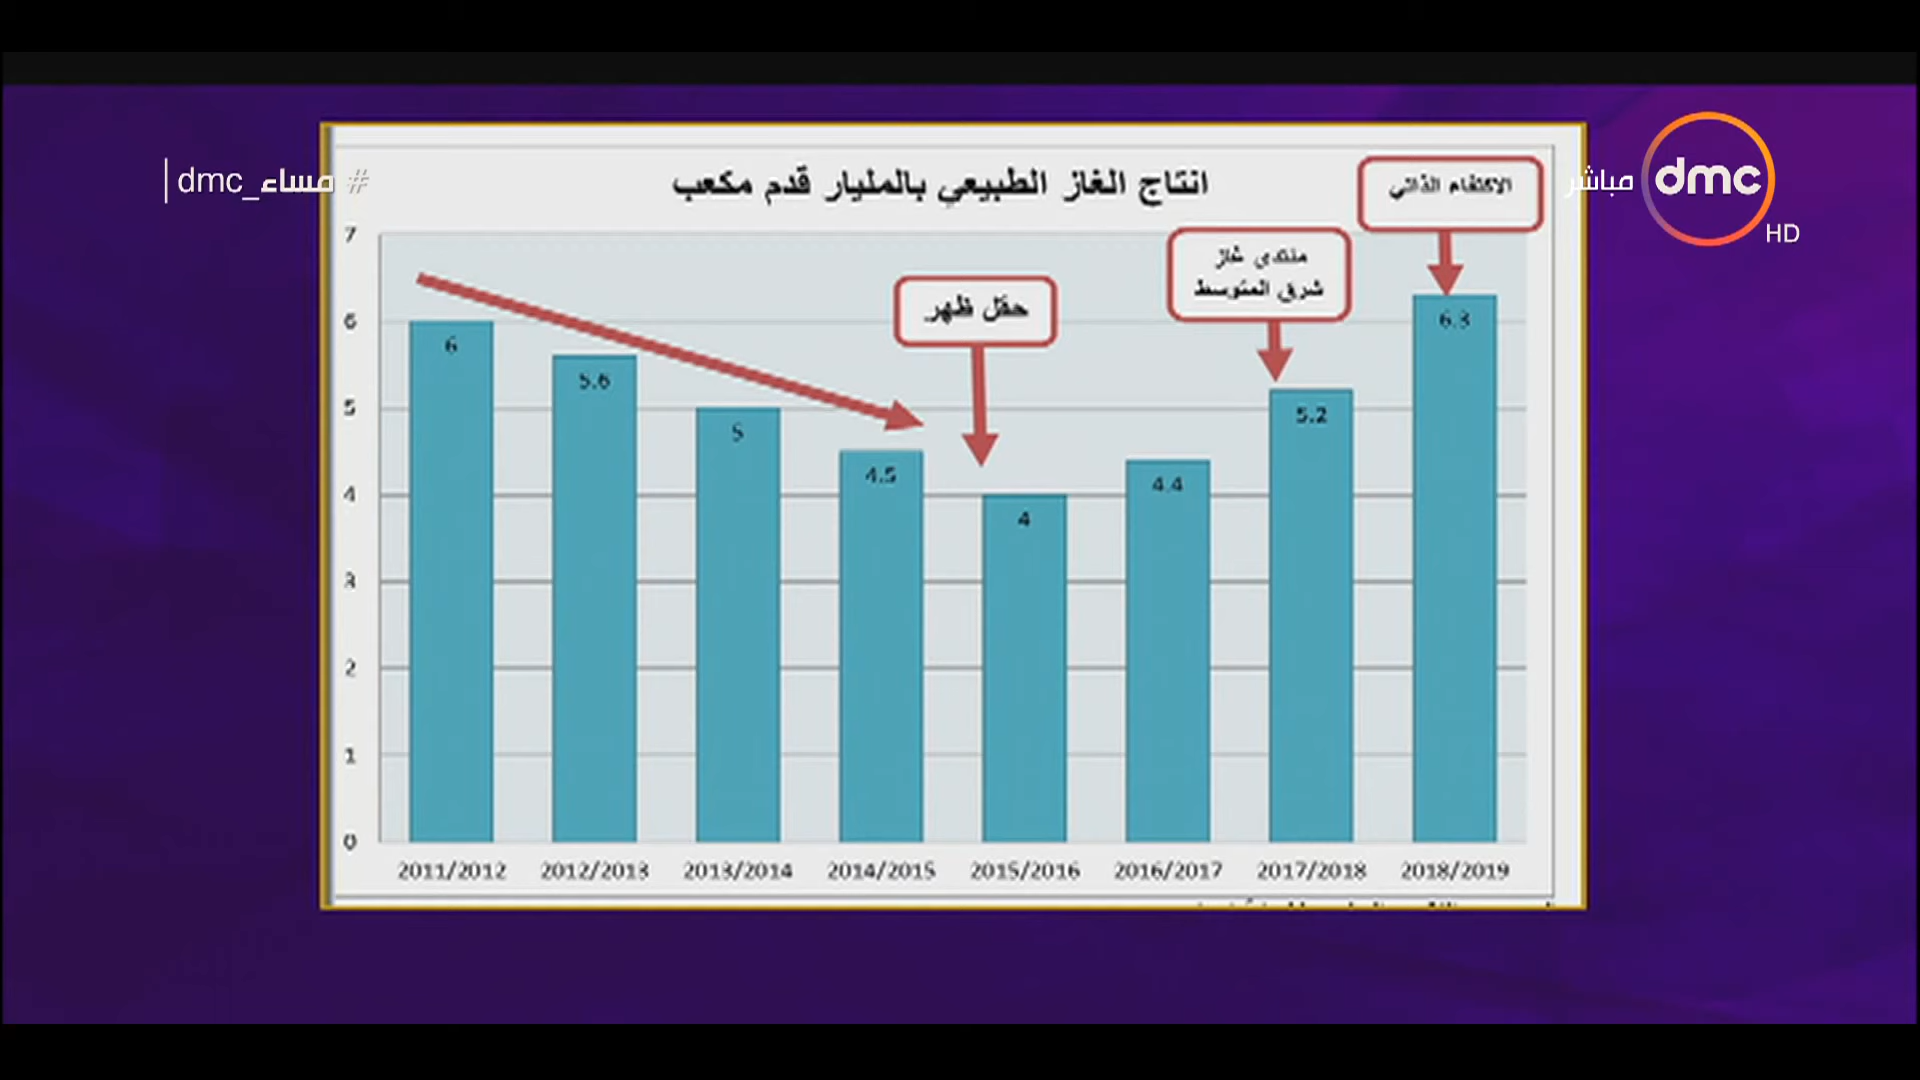 #مساء_dmc
مباشر
dmc
HD
انتاج الغاز الطبيعي بالمليار قدم مكعب
الاكتفاء الذاتي
منتدى غاز
شرق المتوسط
حقل ظهر
7
6
5
4
3
2
1
0
6
5.6
5
4.5
4
4.4
5.2
6.3
2011/2012
2012/2013
2013/2014
2014/2015
2015/2016
2016/2017
2017/2018
2018/2019